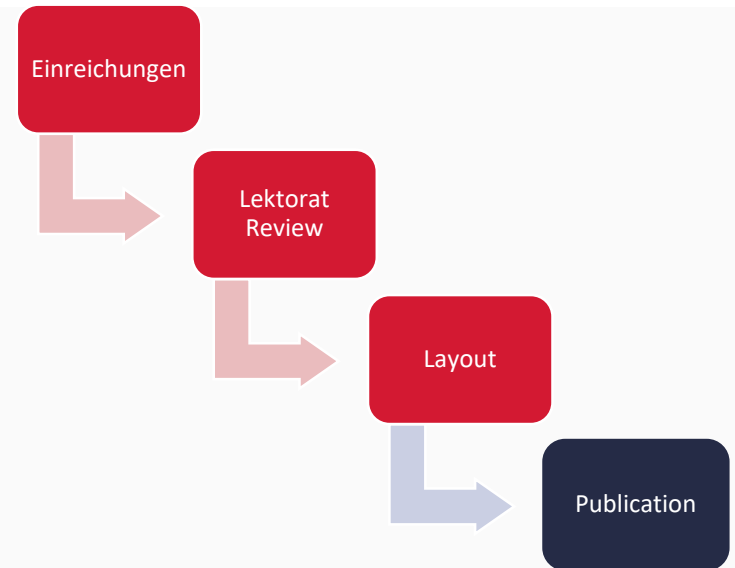 Einreichungen
Lektorat
Review
Layout
Publication